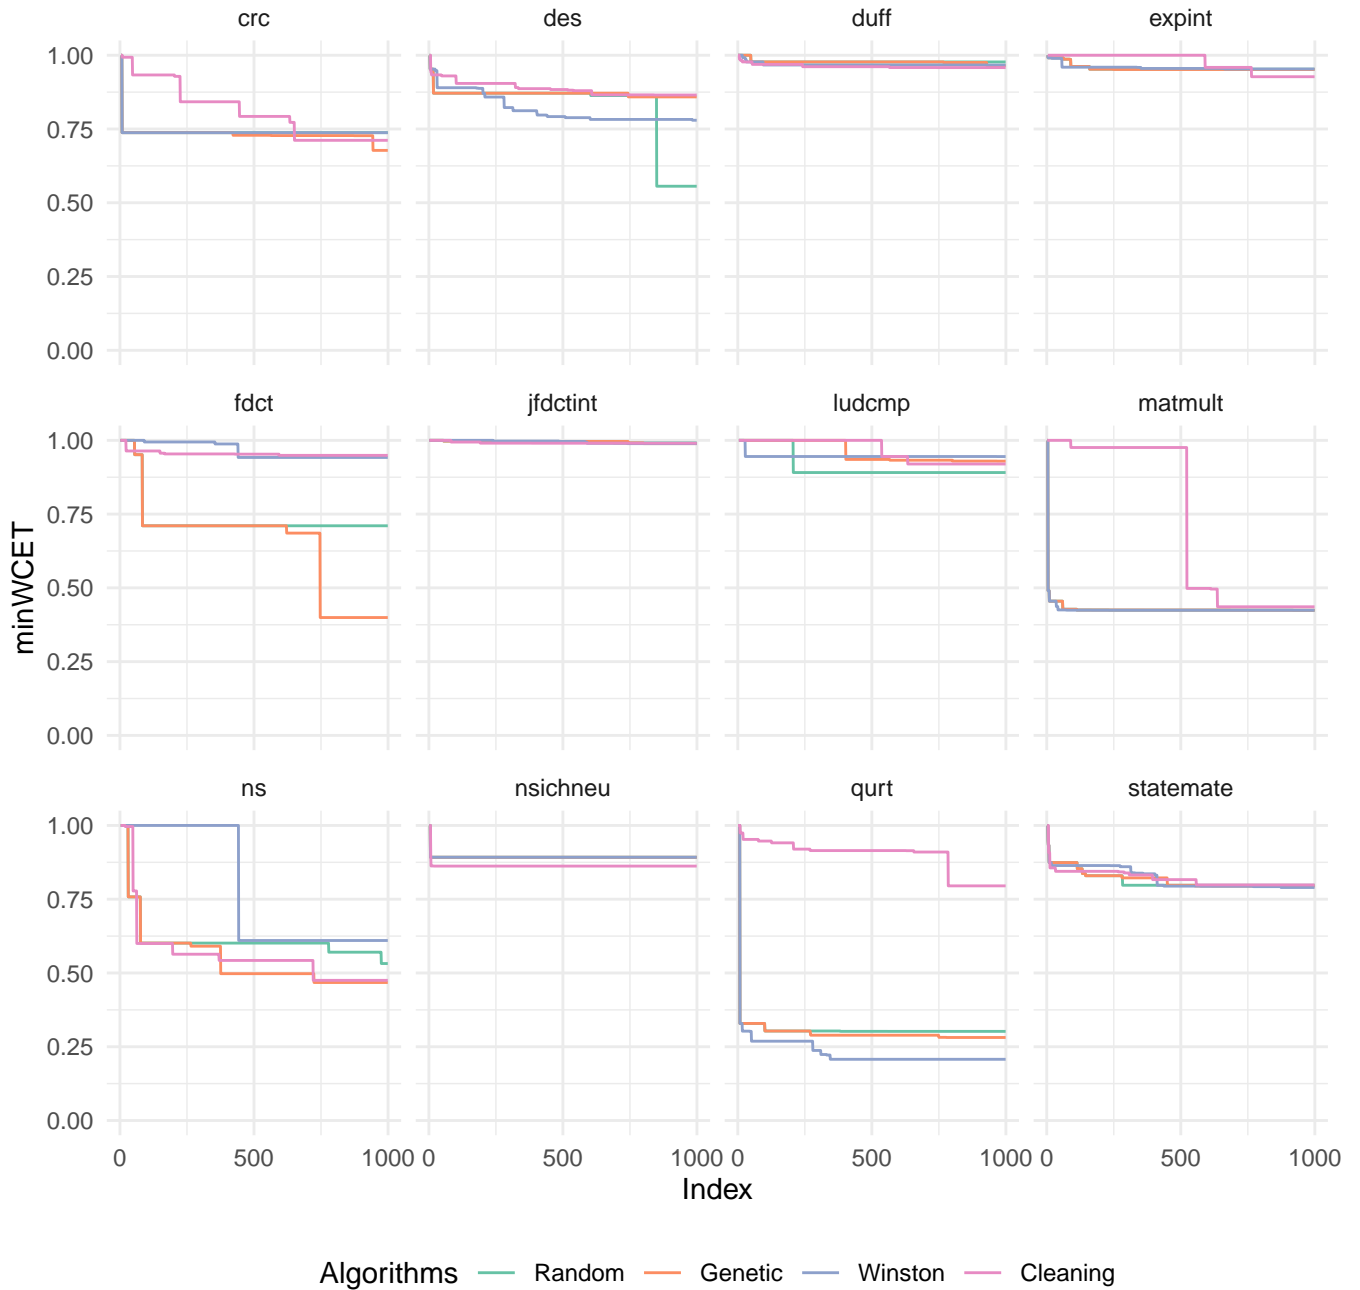 crc des duff expint
1.00
0.75
0.50
0.25
0.00
fdct jfdctint ludcmp matmult
1.00
0.75
0.50
0.25
0.00
minWCET
ns nsichneu qurt statemate
1.00
0.75
0.50
0.25
0.00
0 500 1000 0 500 1000 0 500 1000 0 500 1000
Index
Algorithms Random Genetic Winston Cleaning